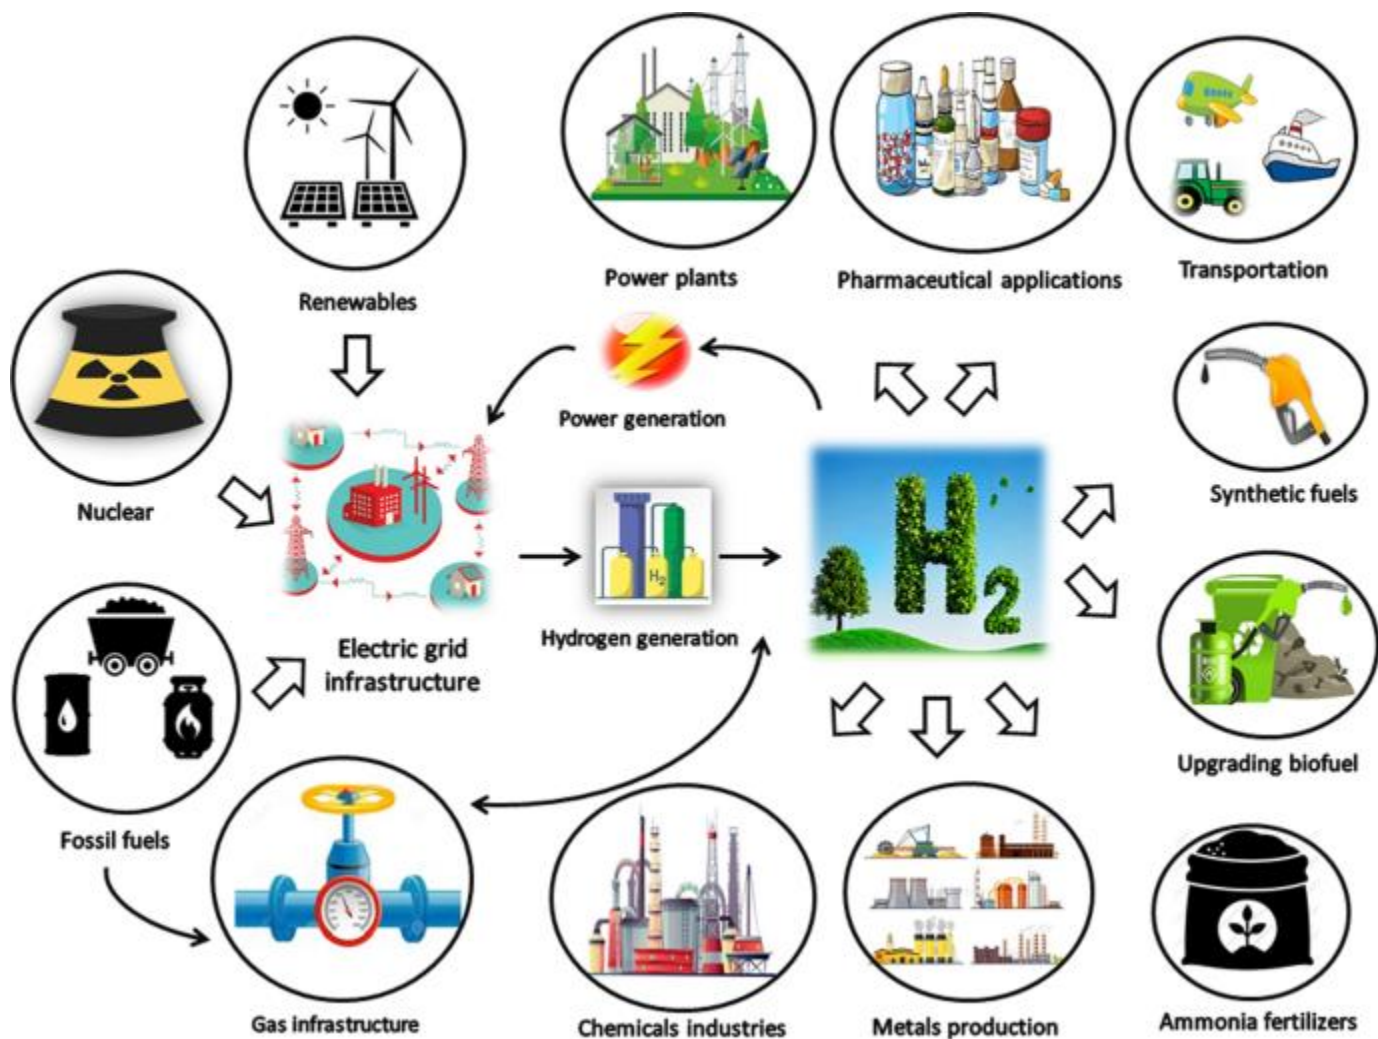 Power plants
Pharmaceutical applications
Transportation
Renewables
Power generation
Nuclear
Synthetic fuels
H2
H₂
Hydrogen generation
Electric grid
infrastructure
Upgrading biofuel
Fossil fuels
Gas infrastructure
Chemicals industries
Metals production
Ammonia fertilizers